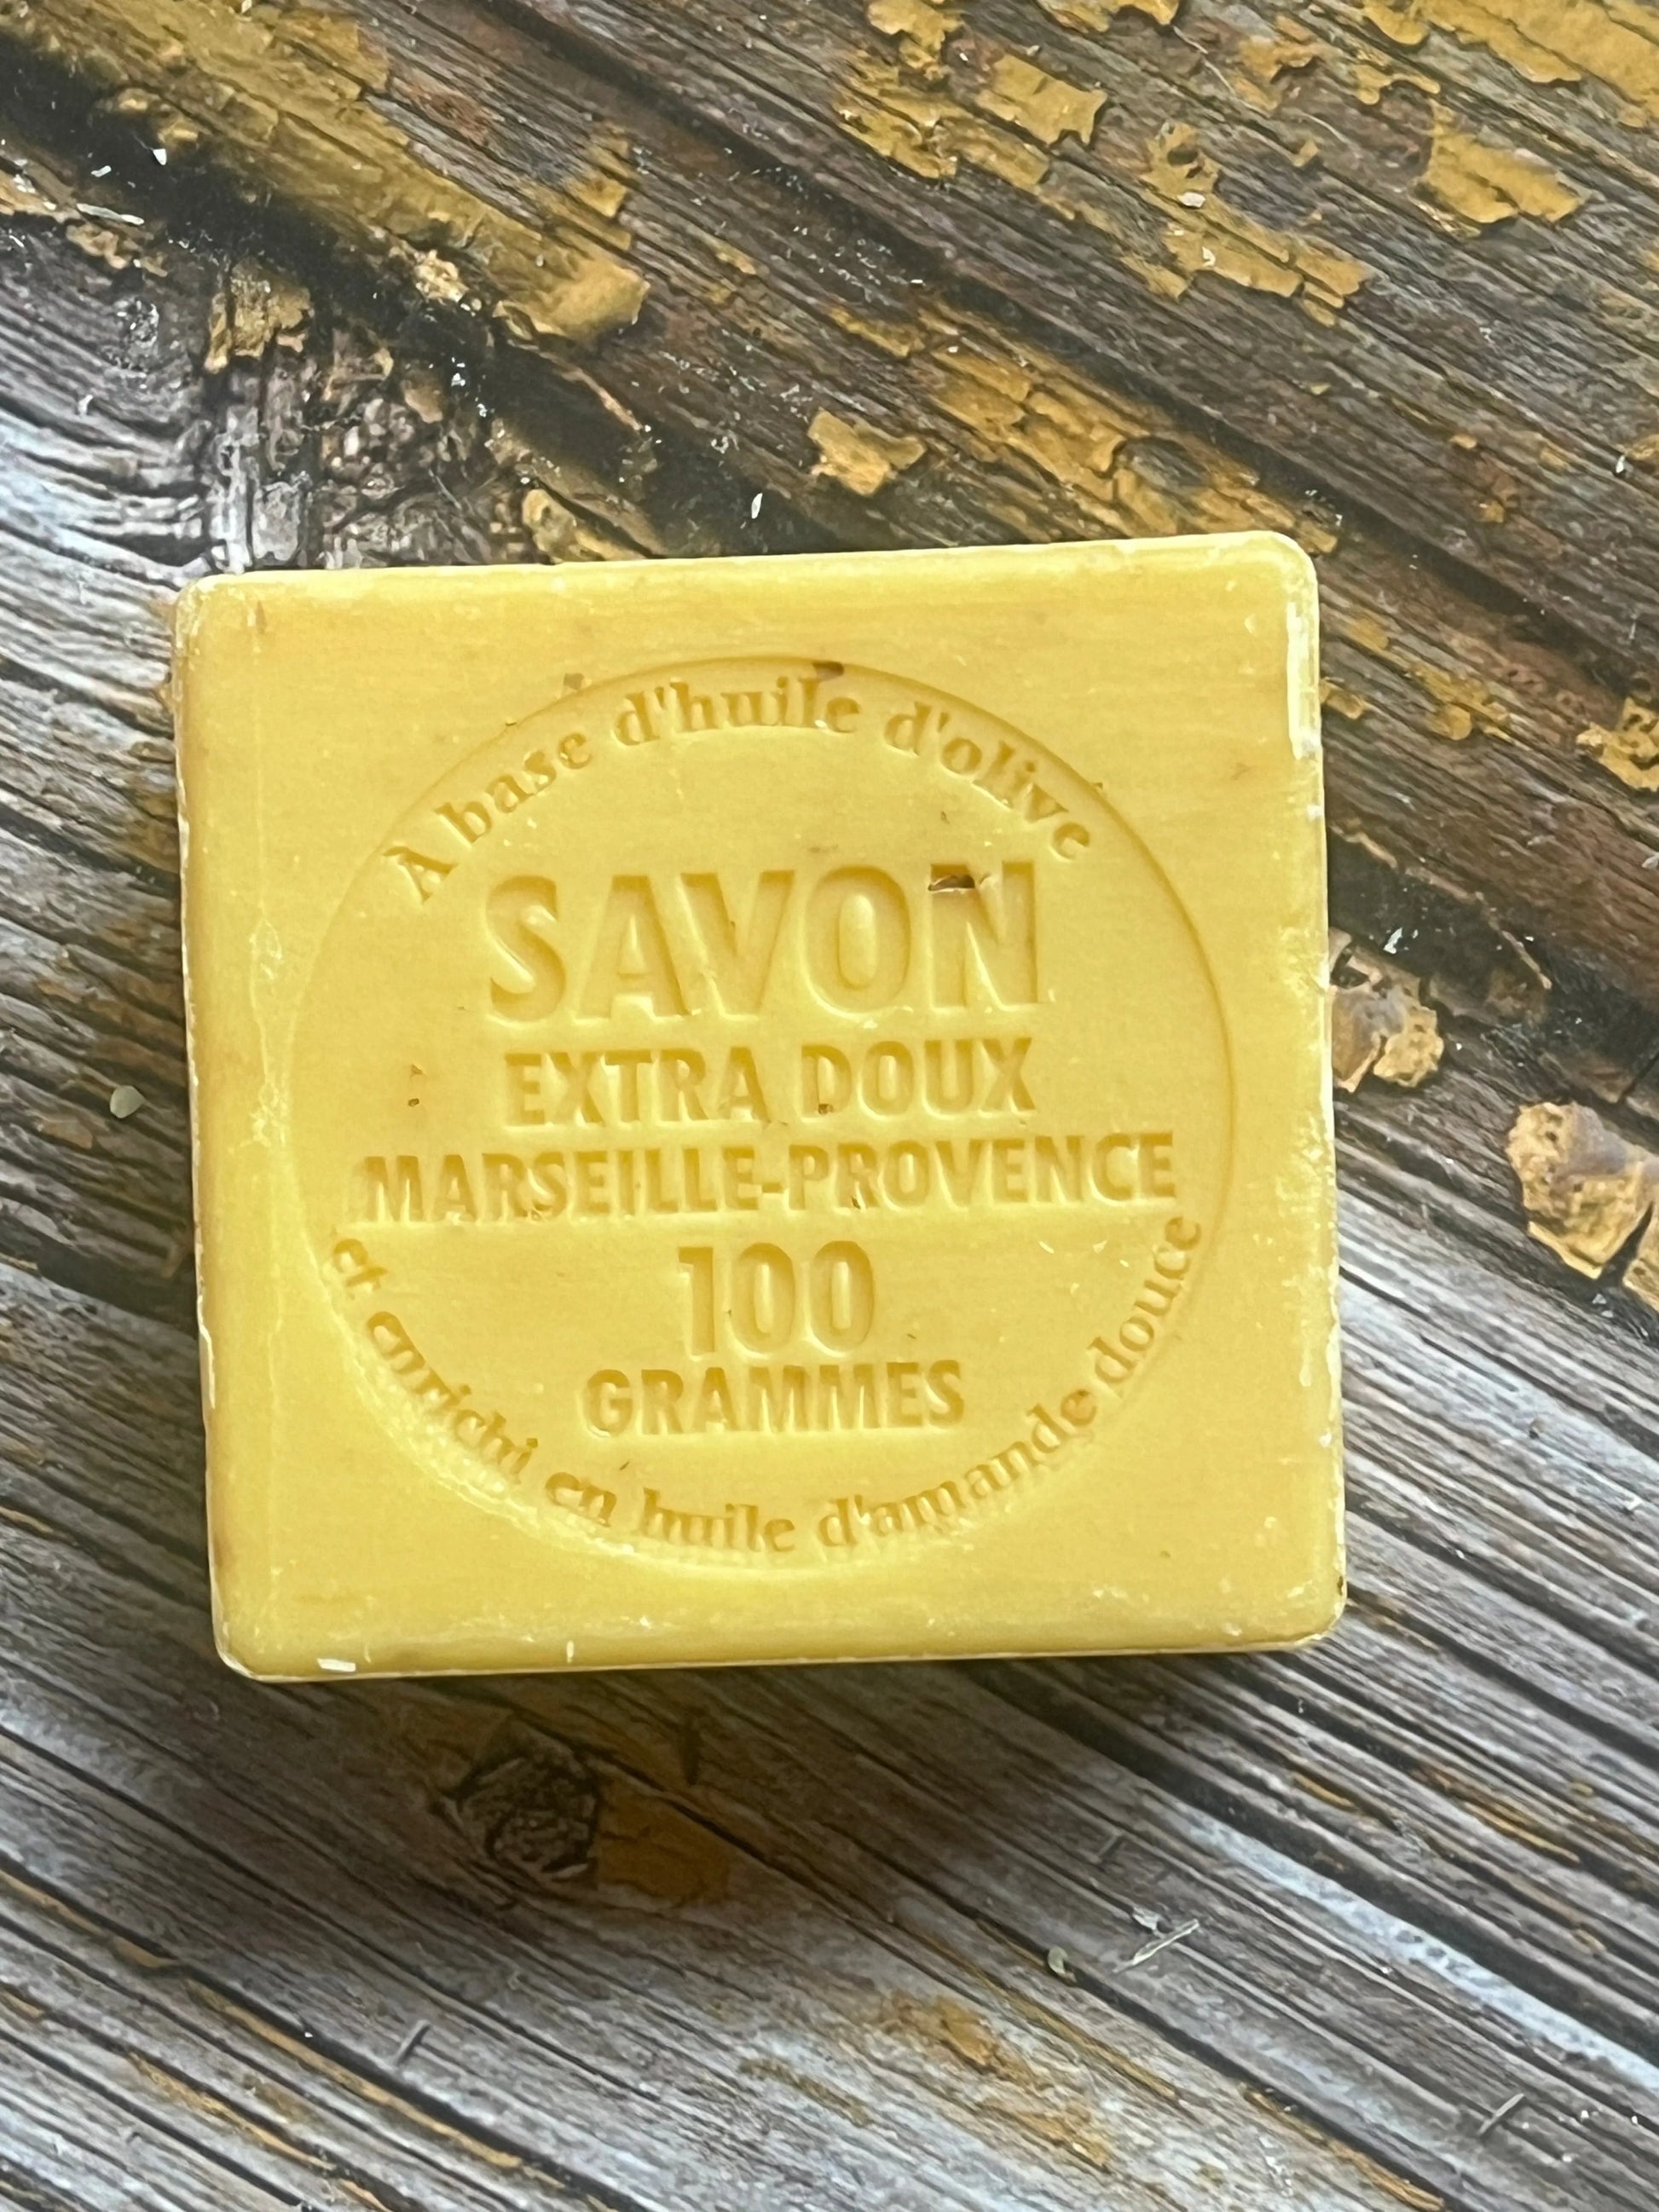 À base d'huile d'olive
SAVON
EXTRA DOUX
MARSEILLE-PROVENCE
100
GRAMMES
et enrichi en huile d'amande douce